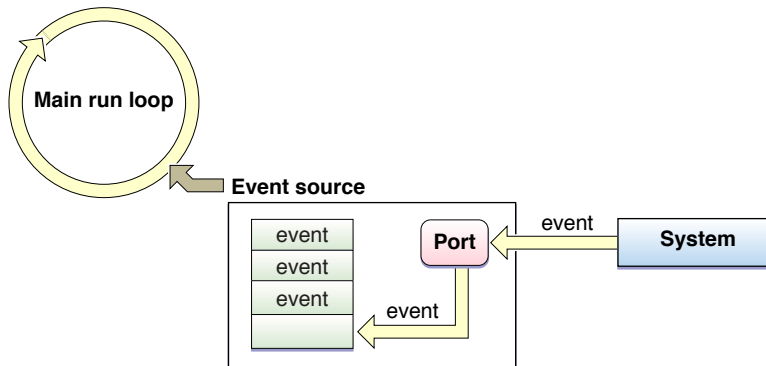 Main run loop
Event source
event
event
event
Port
event
event
System